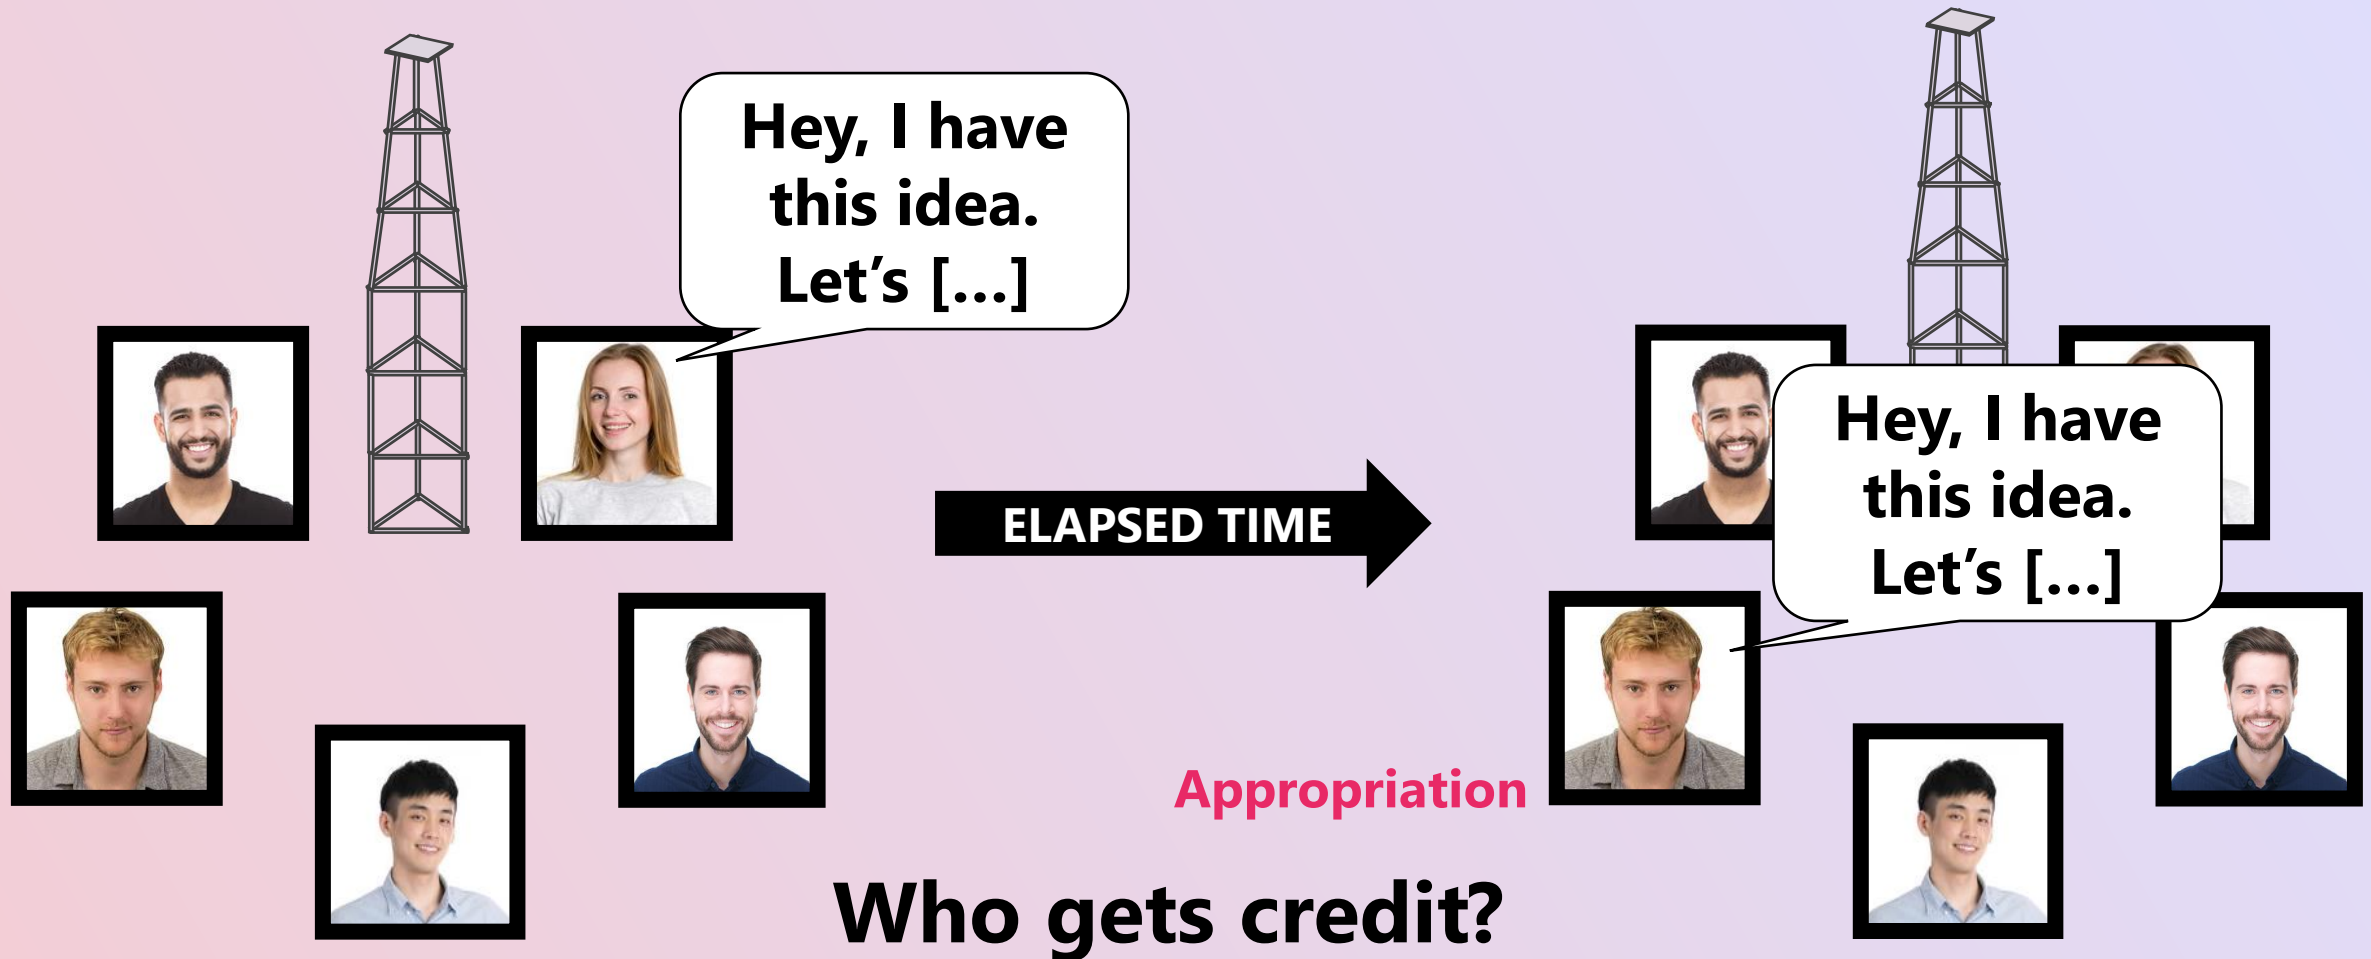 Hey, I have
this idea.
Let’s […]
ELAPSED TIME
Hey, I have
this idea.
Let’s […]
Appropriation
Who gets credit?